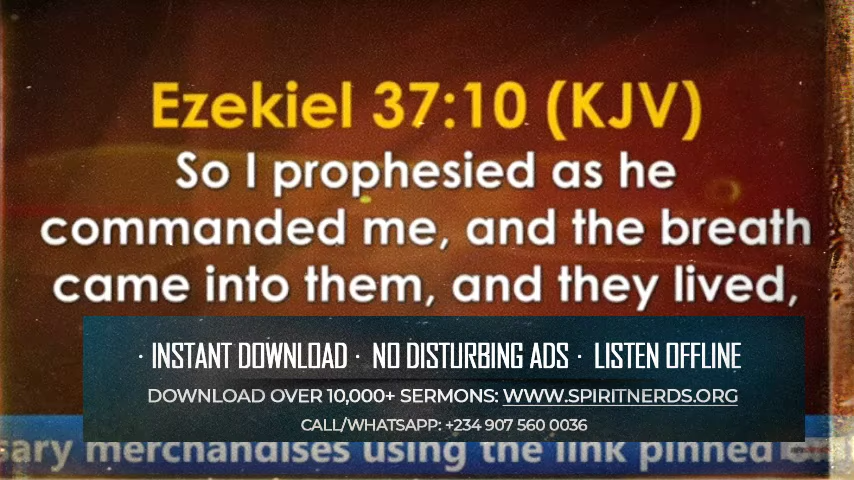 Ezekiel 37:10 (KJV)
So I prophesied as he
commanded me, and the breath
came into them, and they lived,
· INSTANT DOWNLOAD · NO DISTURBING ADS · LISTEN OFFLINE
DOWNLOAD OVER 10,000+ SERMONS: WWW.SPIRITNERDS.ORG
CALL/WHATSAPP: +234 907 560 0036
sary merchandises using the link pinned